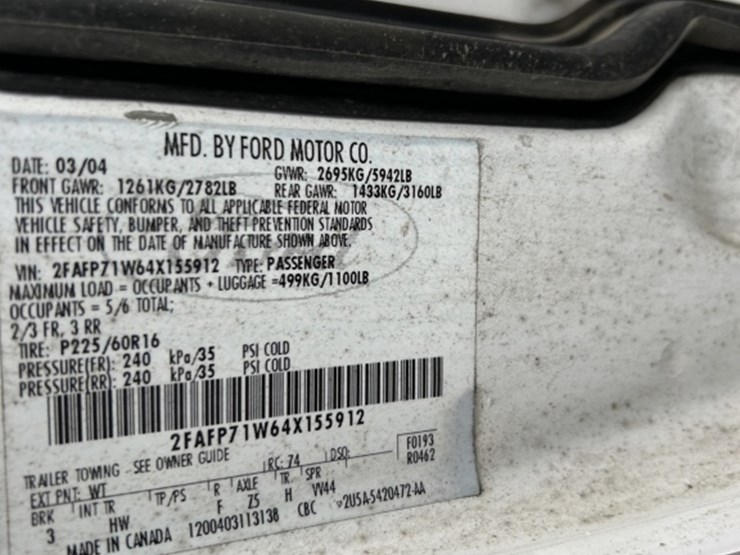 MFD. BY FORD MOTOR CO.
DATE: 03/04 GVWR: 2695KG/5942LB
FRONT GAWR: 1261KG/2782LB REAR GAWR: 1433KG/3160LB
THIS VEHICLE CONFORMS TO ALL APPLICABLE FEDERAL MOTOR
VEHICLE SAFETY, BUMPER, AND THEFT PREVENTION STANDARDS
IN EFFECT ON THE DATE OF MANUFACTURE SHOWN ABOVE.
VIN: 2FAFP71W64X155912 TYPE: PASSENGER
MAXIMUM LOAD = OCCUPANTS + LUGGAGE =499KG/1100LB
OCCUPANTS = 5/6 TOTAL;
2/3 FR, 3 RR
TIRE: P225/60R16
PRESSURE(FR): 240 kPa/35 PSI COLD
PRESSURE(RR): 240 kPa/35 PSI COLD
2FAFP71W64X155912
TRAILER TOWING - SEE OWNER GUIDE
EXT PNT: WT RC: 74 DSO: F0193
R0462
BRK INT TR TP/PS R AXLE TR SPR
3 HW F Z5 H VV44
MADE IN CANADA 1200403113138 CBC 2U5A-5420472-AA